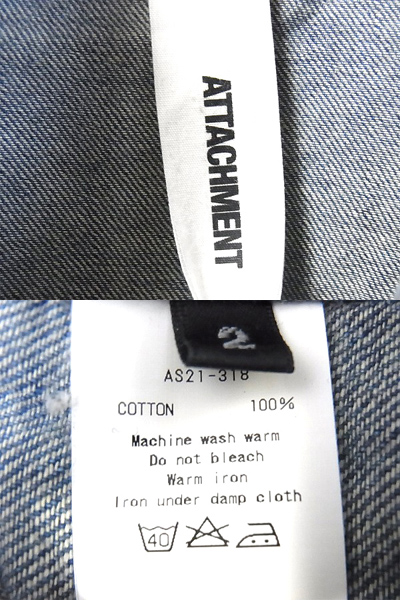 ATTACHMENT
2
AS21-318
COTTON 100%
Machine wash warm
Do not bleach
Warm iron
Iron under damp cloth
40